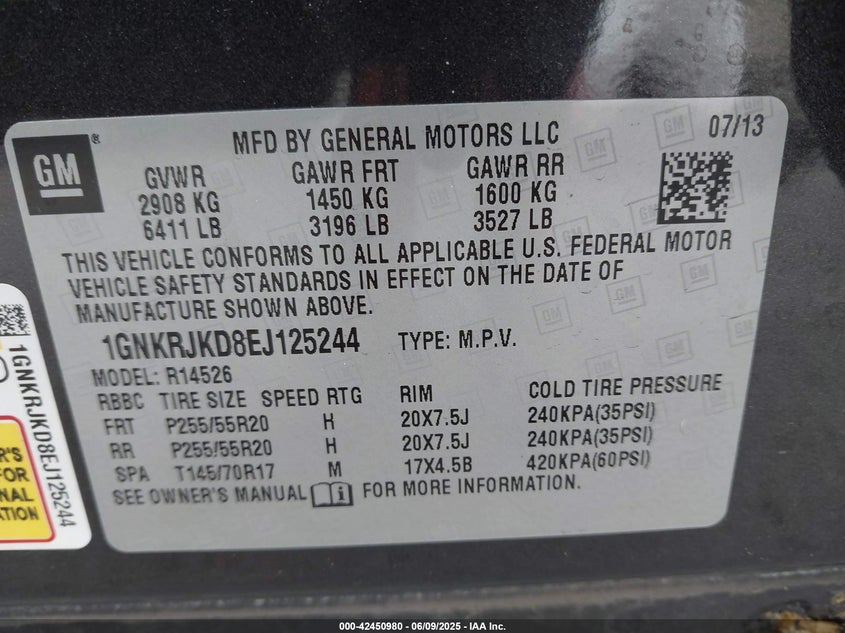 GM
®
MFD BY GENERAL MOTORS LLC
07/13
GVWR GAWR FRT GAWR RR
2908 KG 1450 KG 1600 KG
6411 LB 3196 LB 3527 LB
THIS VEHICLE CONFORMS TO ALL APPLICABLE U.S. FEDERAL MOTOR
VEHICLE SAFETY STANDARDS IN EFFECT ON THE DATE OF
MANUFACTURE SHOWN ABOVE.
1GNKRJKD8EJ125244 TYPE: M.P.V.
MODEL: R14526
RBBC TIRE SIZE SPEED RTG RIM COLD TIRE PRESSURE
FRT P255/55R20 H 20X7.5J 240KPA(35PSI)
RR P255/55R20 H 20X7.5J 240KPA(35PSI)
SPA T145/70R17 M 17X4.5B 420KPA(60PSI)
SEE OWNER'S MANUAL FOR MORE INFORMATION.
1GNKRJKD8EJ125244
R'S
FOR
NAL
ATION
000-42450980 - 06/09/2025 - IAA Inc.